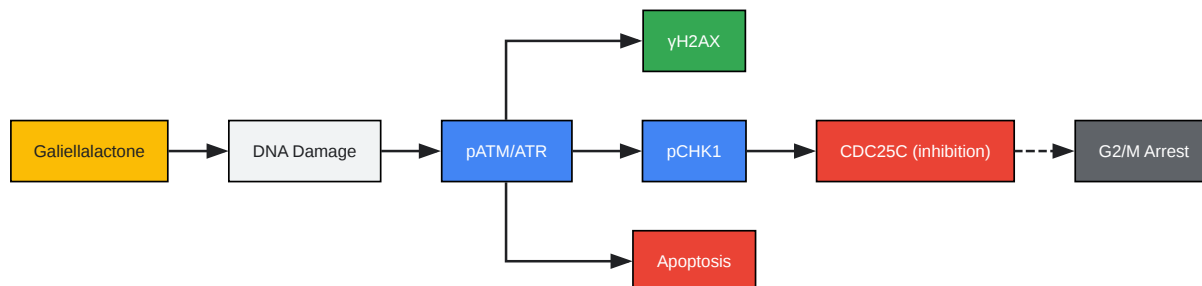 γH2AX
Galiellalactone
DNA Damage
pATM/ATR
pCHK1
CDC25C (inhibition)
G2/M Arrest
Apoptosis